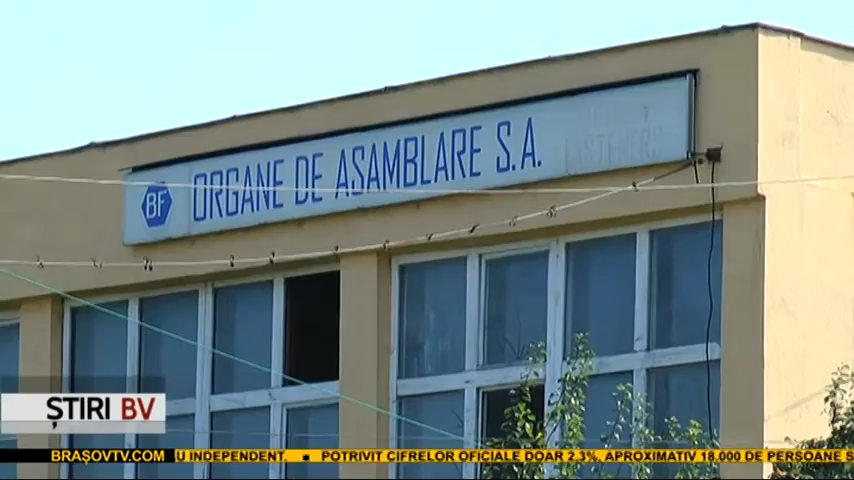 BF
ORGANE DE ASAMBLARE S.A.
FASTENERS
ȘTIRI BV
BRAȘOVTV.COM
U INDEPENDENT. ■ POTRIVIT CIFRELOR OFICIALE DOAR 2,3%, APROXIMATIV 18.000 DE PERSOANE S